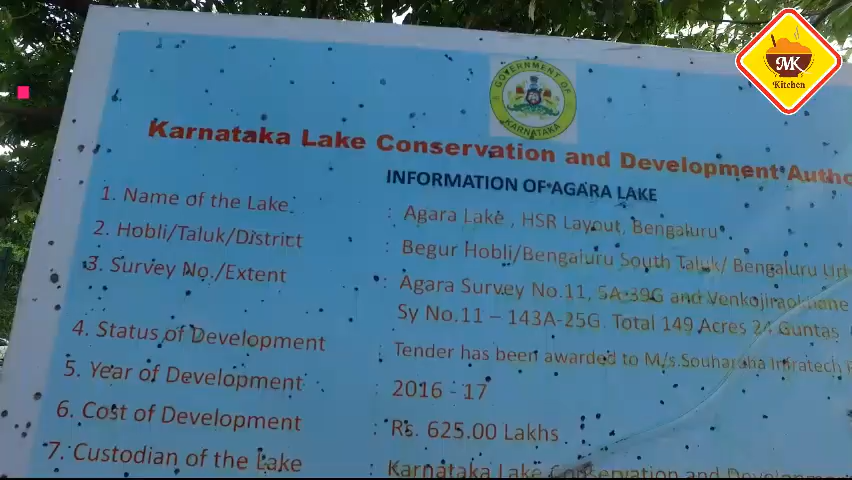 GOVERNMENT OF
KARNATAKA
MK
Kitchen
Karnataka Lake Conservation and Development
INFORMATION OF AGARA LAKE
1. Name of the Lake : Agara Lake , HSR Layout, Bengaluru
2. Hobli/Taluk/District : Begur Hobli/Bengaluru South Taluk/ Bengaluru
3. Survey No./Extent : Agara Survey No.11, 5A-39G and
Sy No.11 – 143A-25G. Total 149 Acres 24 Guntas
4. Status of Development : Tender has been awarded to M/s.Souharsha Infratech
5. Year of Development : 2016 - 17
6. Cost of Development : Rs. 625.00 Lakhs
7. Custodian of the Lake : Karnataka Lake Conservation and